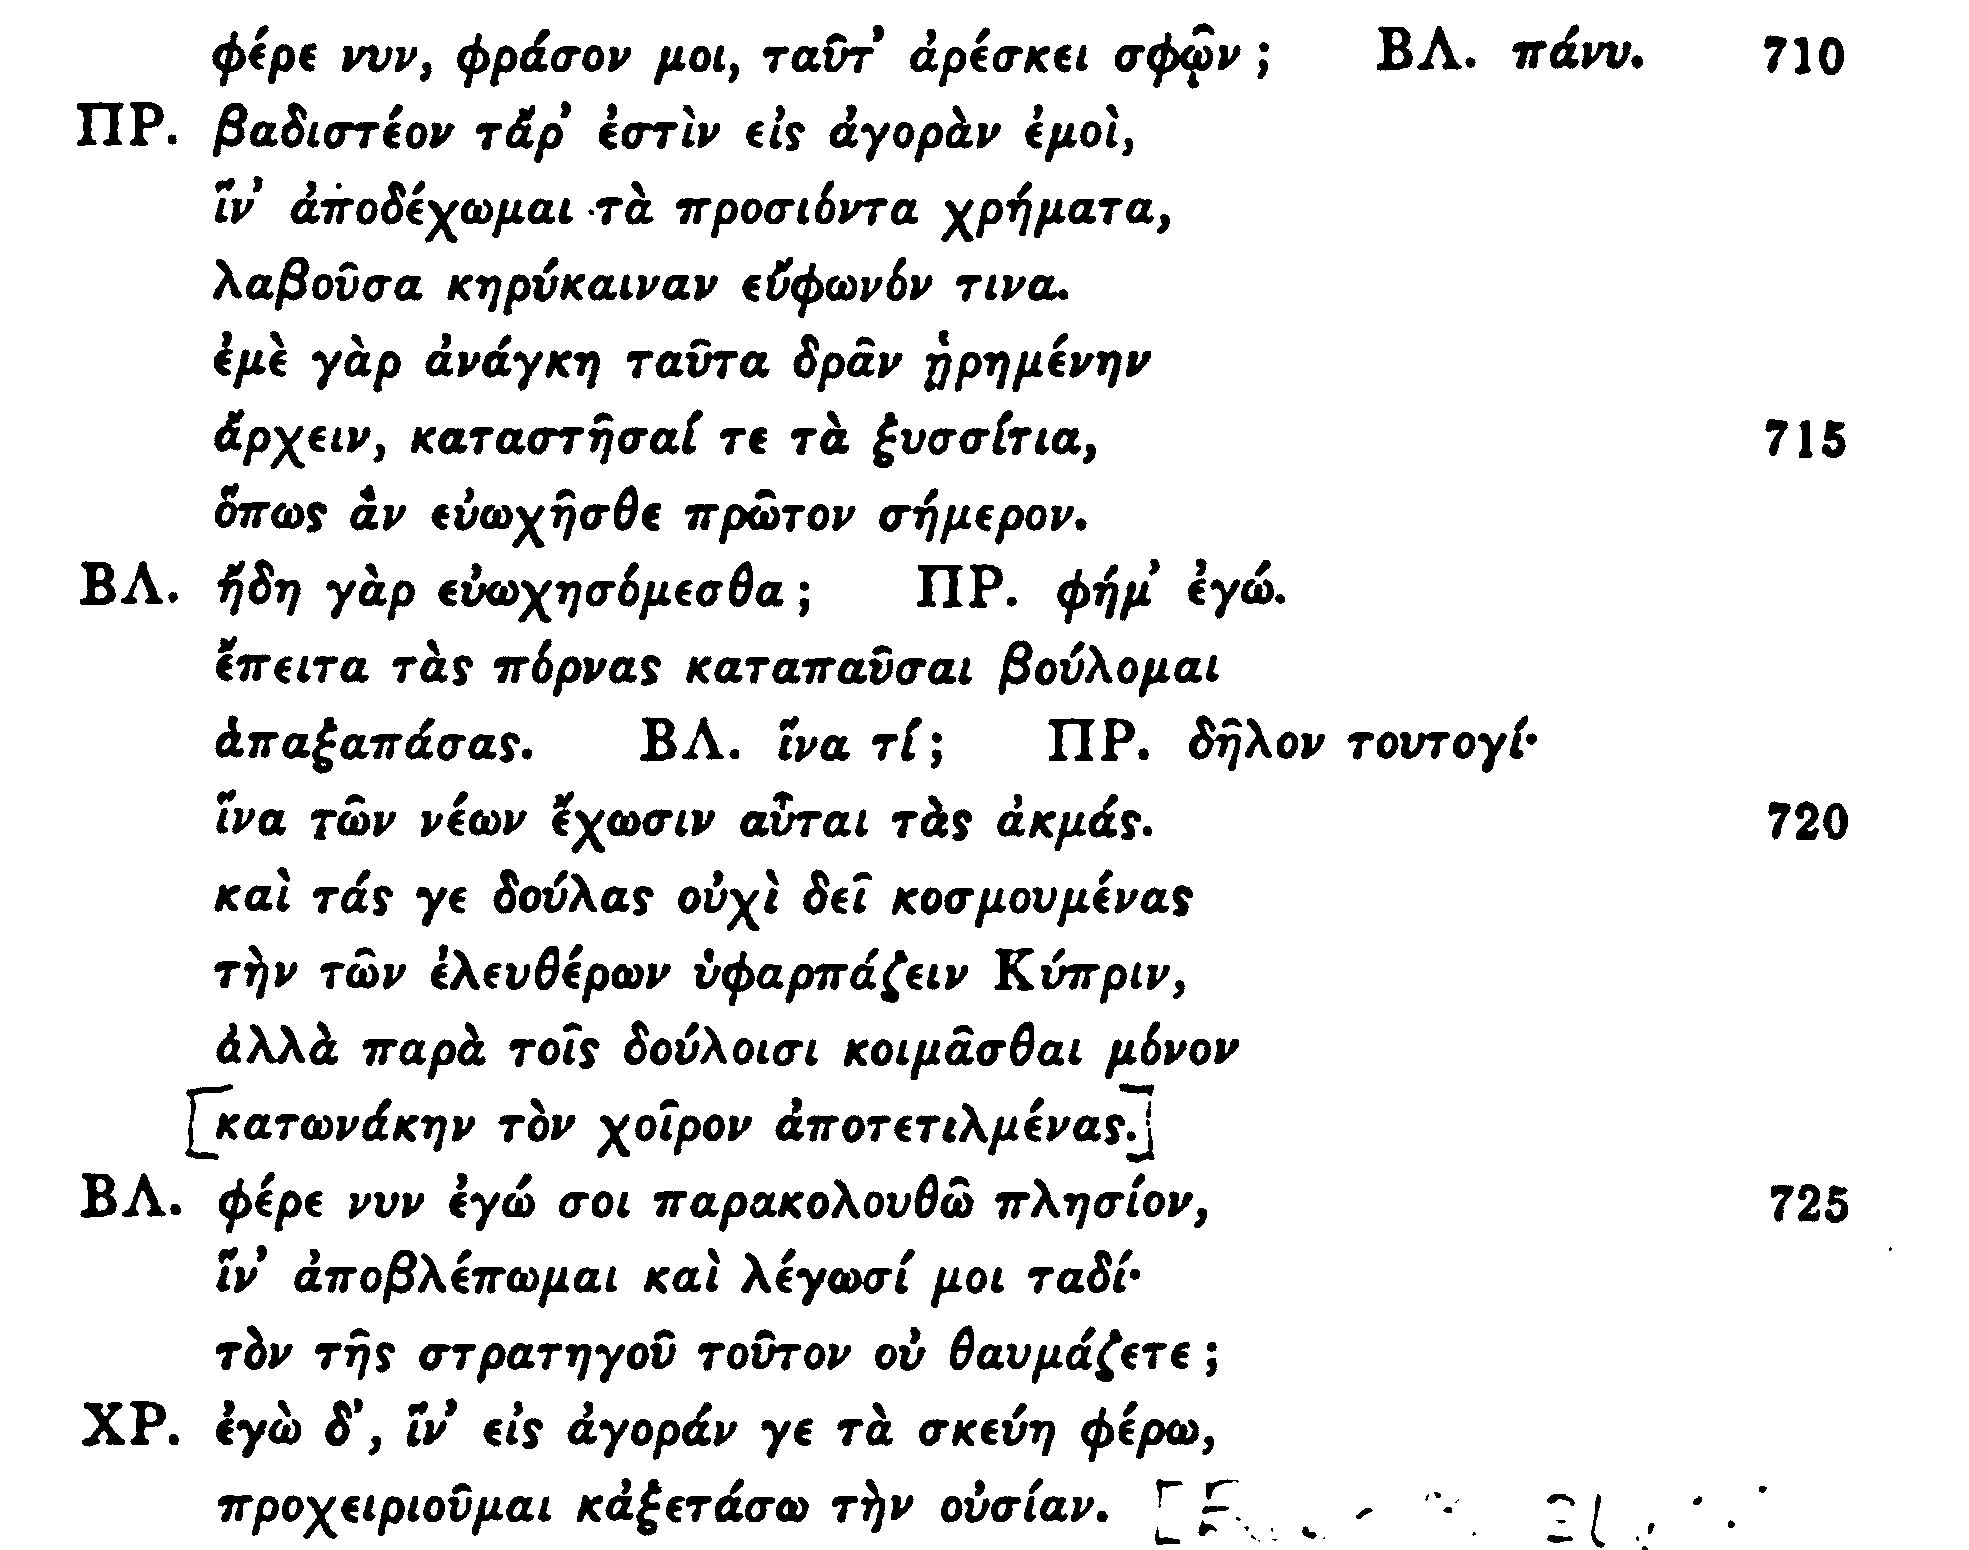 φέρε νυν, φράσον μοι, ταῦτ᾽ ἀρέσκει σφῷν; ΒΛ. πάνυ. 710
ΠΡ. βαδιστέον τἄρ᾽ ἐστὶν εἰς ἀγορὰν ἐμοὶ,
ἵν᾽ ἀποδέχωμαι τὰ προσιόντα χρήματα,
λαβοῦσα κηρύκαιναν εὔφωνόν τινα.
ἐμὲ γὰρ ἀνάγκη ταῦτα δρᾶν ᾑρημένην
ἄρχειν, καταστῆσαί τε τὰ ξυσσίτια, 715
ὅπως ἂν εὐωχῆσθε πρῶτον σήμερον.
ΒΛ. ἤδη γὰρ εὐωχησόμεσθα; ΠΡ. φήμ᾽ ἐγώ.
ἔπειτα τὰς πόρνας καταπαῦσαι βούλομαι
ἁπαξαπάσας. ΒΛ. ἵνα τί; ΠΡ. δῆλον τουτογί·
ἵνα τῶν νέων ἔχωσιν αὗται τὰς ἀκμάς. 720
καὶ τάς γε δούλας οὐχὶ δεῖ κοσμουμένας
τὴν τῶν ἐλευθέρων ὑφαρπάζειν Κύπριν,
ἀλλὰ παρὰ τοῖς δούλοισι κοιμᾶσθαι μόνον
[κατωνάκην τὸν χοῖρον ἀποτετιλμένας.]
ΒΛ. φέρε νυν ἐγώ σοι παρακολουθῶ πλησίον, 725
ἵν᾽ ἀποβλέπωμαι καὶ λέγωσί μοι ταδί·
τὸν τῆς στρατηγοῦ τοῦτον οὐ θαυμάζετε;
ΧΡ. ἐγὼ δ᾽, ἵν᾽ εἰς ἀγοράν γε τὰ σκεύη φέρω,
προχειριοῦμαι κἀξετάσω τὴν οὐσίαν.